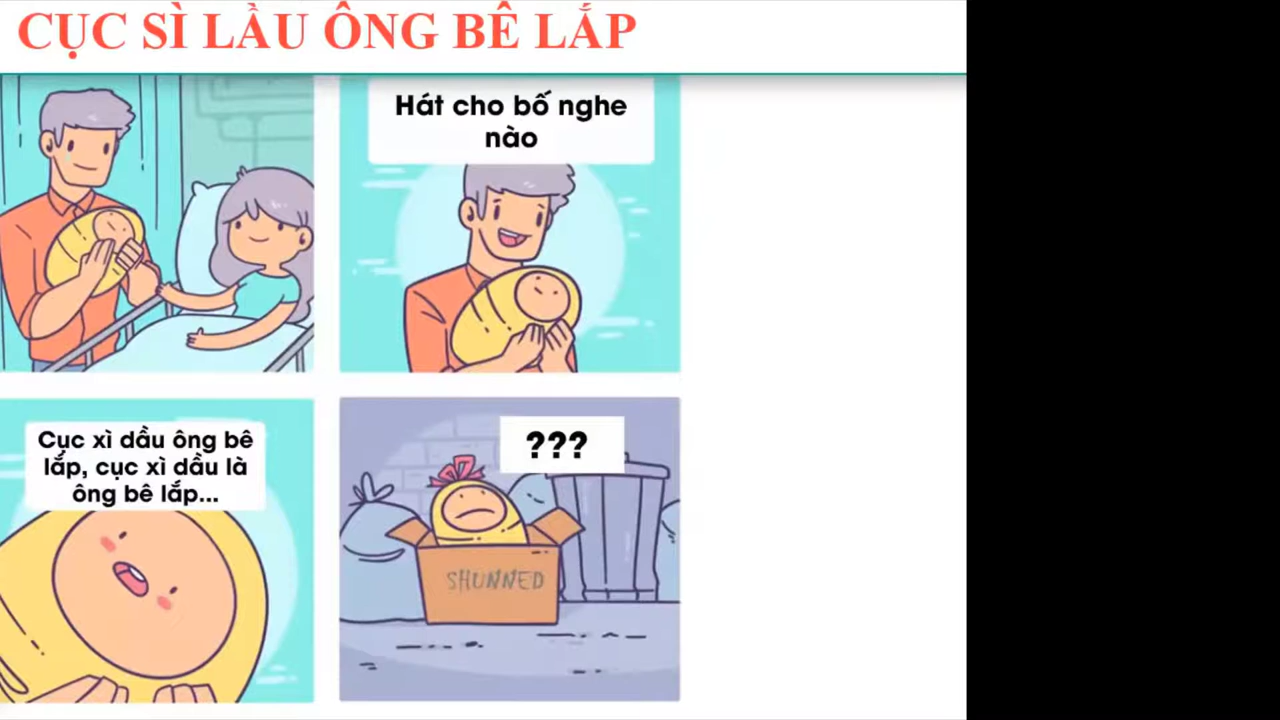 CỤC SÌ LẦU ÔNG BÊ LẮP
Hát cho bố nghe
nào
Cục xì dầu ông bê
lắp, cục xì dầu là
ông bê lắp...
???
SHUNNED